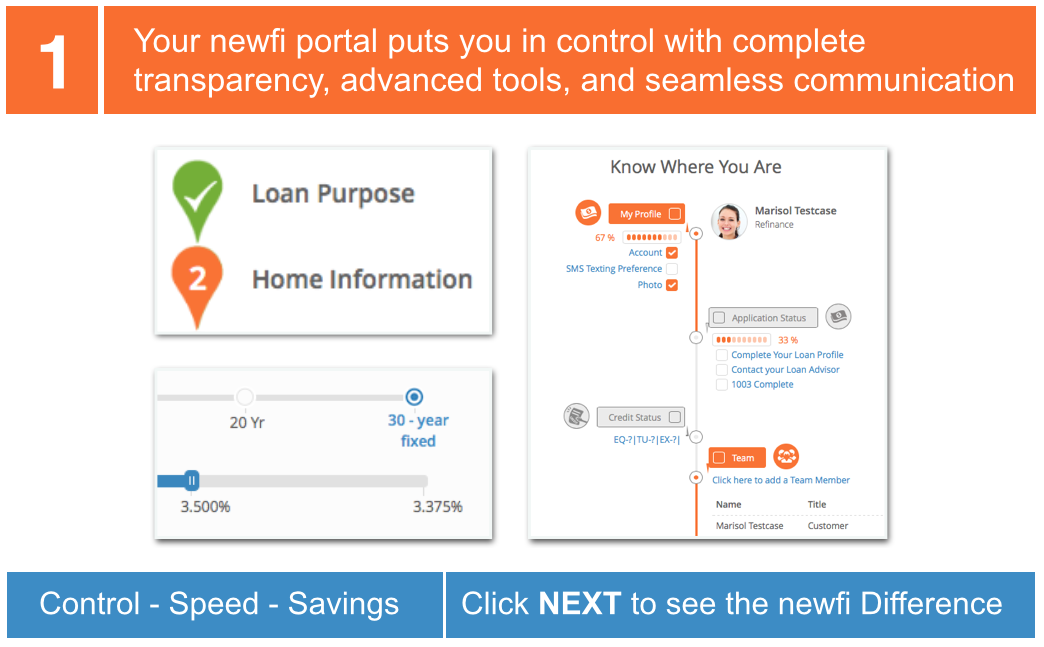 1
Your newfi portal puts you in control with complete
transparency, advanced tools, and seamless communication
Loan Purpose
2
Home Information
20 Yr
30 - year
fixed
3.500%
3.375%
Know Where You Are
My Profile
Marisol Testcase
Refinance
67 %
Account
SMS Texting Preference
Photo
Application Status
33 %
Complete Your Loan Profile
Contact your Loan Advisor
1003 Complete
Credit Status
EQ-?|TU-?|EX-?|
Team
Click here to add a Team Member
Name Title
Marisol Testcase Customer
Control - Speed - Savings
Click NEXT to see the newfi Difference